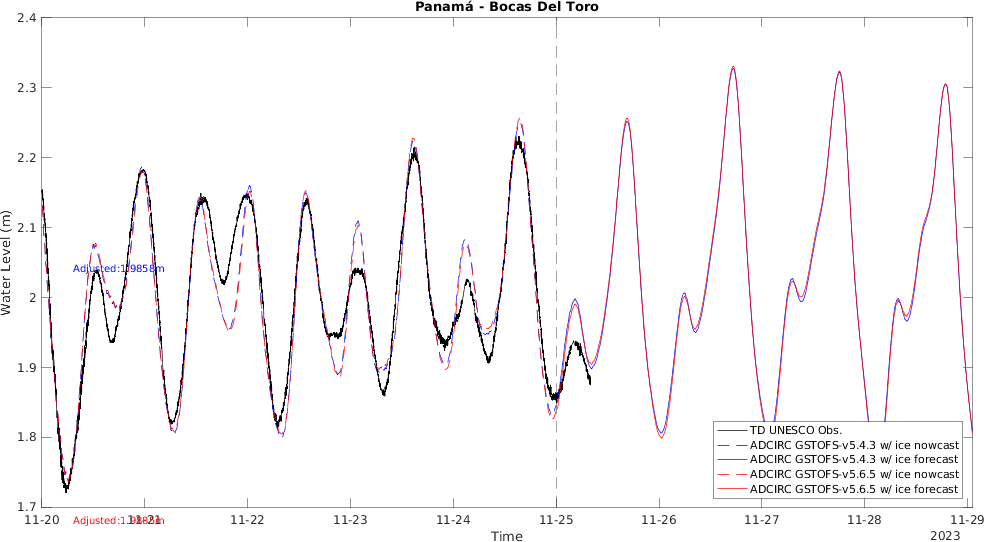 Panamá - Bocas Del Toro
2.4
2.3
2.2
2.1
2
1.9
1.8
1.7
Water Level (m)
Adjusted:1.9858m
TD UNESCO Obs.
ADCIRC GSTOFS-v5.4.3 w/ ice nowcast
ADCIRC GSTOFS-v5.4.3 w/ ice forecast
ADCIRC GSTOFS-v5.6.5 w/ ice nowcast
ADCIRC GSTOFS-v5.6.5 w/ ice forecast
11-20 11-21 11-22 11-23 11-24 11-25 11-26 11-27 11-28 11-29
Time
2023